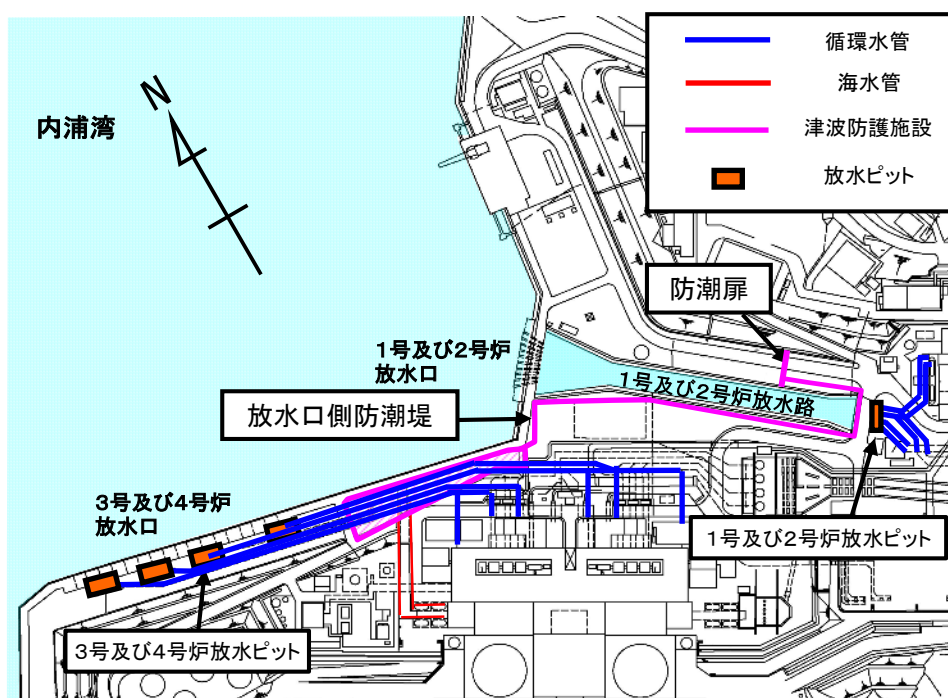 循環水管
海水管
津波防護施設
放水ピット
N
内浦湾
防潮扉
1号及び2号炉
放水口
1号及び2号炉放水路
放水口側防潮堤
3号及び4号炉
放水口
1号及び2号炉放水ピット
3号及び4号炉放水ピット